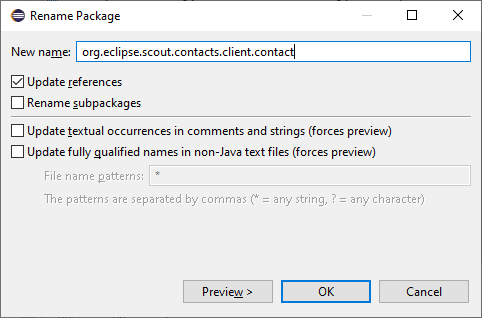 Rename Package
New name: org.eclipse.scout.contacts.client.contact
Update references
Rename subpackages
Update textual occurrences in comments and strings (forces preview)
Update fully qualified names in non-Java text files (forces preview)
File name patterns: *
The patterns are separated by commas (* = any string, ? = any character)
Preview > OK Cancel